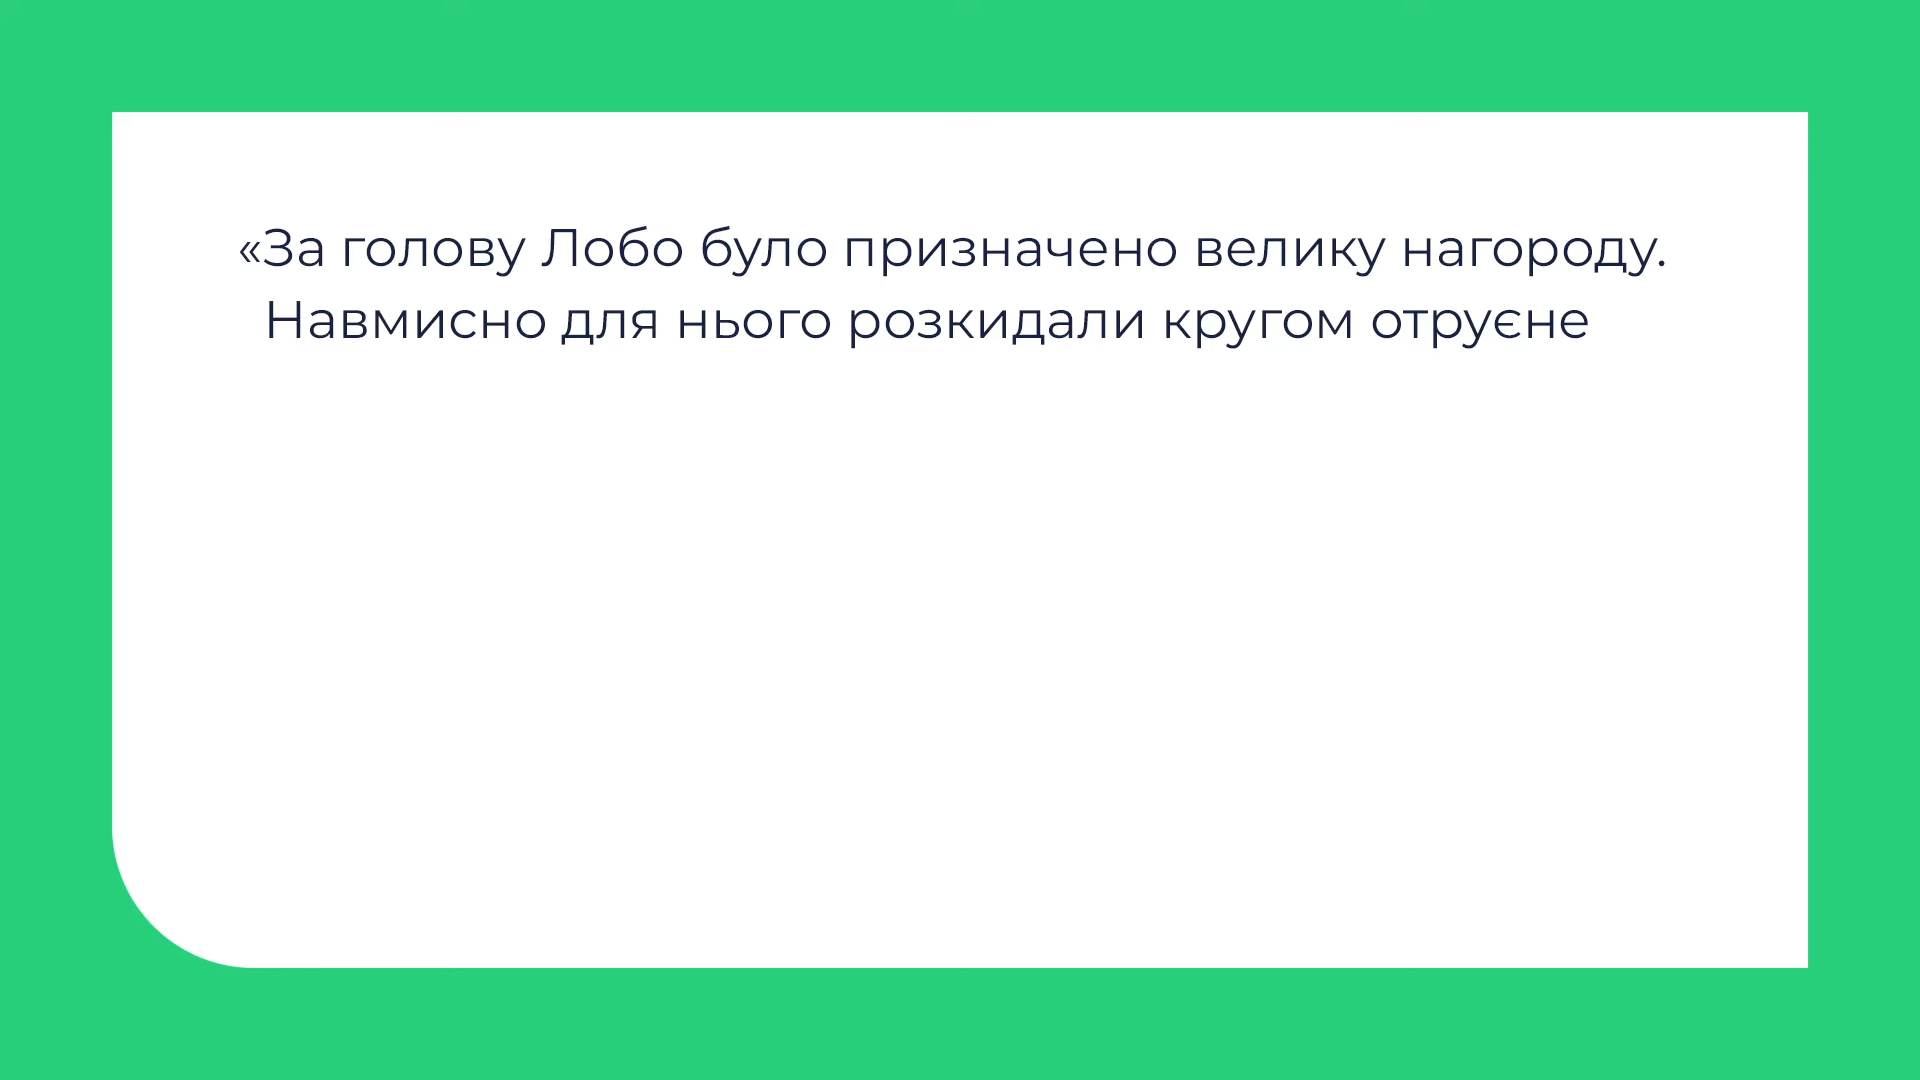 «За голову Лобо було призначено велику нагороду.
Навмисно для нього розкидали кругом отруєне